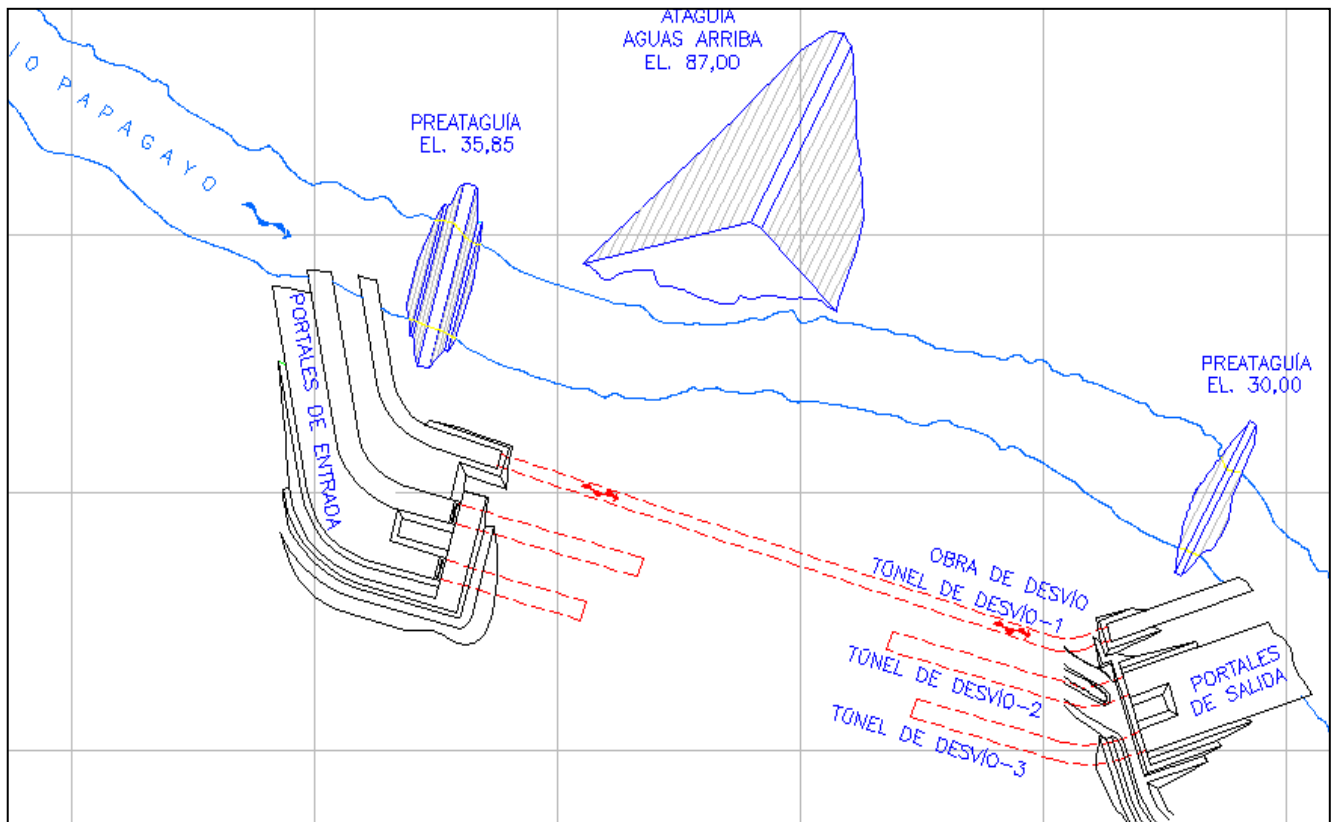 ATAGUÍA
AGUAS ARRIBA
EL. 87,00
PREATAGUÍA
EL. 35,85
IO PAPAGAYO
PREATAGUÍA
EL. 30,00
PORTALES DE ENTRADA
OBRA DE DESVÍO
TÚNEL DE DESVÍO-1
TÚNEL DE DESVÍO-2
TÚNEL DE DESVÍO-3
PORTALES
DE SALIDA